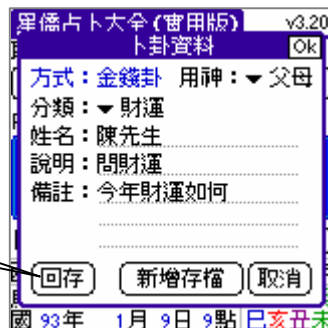 星僑占卜大全(實用版) v3.20
卜卦資料 Ok
方式：金錢卦 用神：▼父母
分類：▼財運
姓名：陳先生
說明：問財運
備註：今年財運如何
回存 新增存檔 取消
國 93年 1月 9日 9點 巳亥丑未